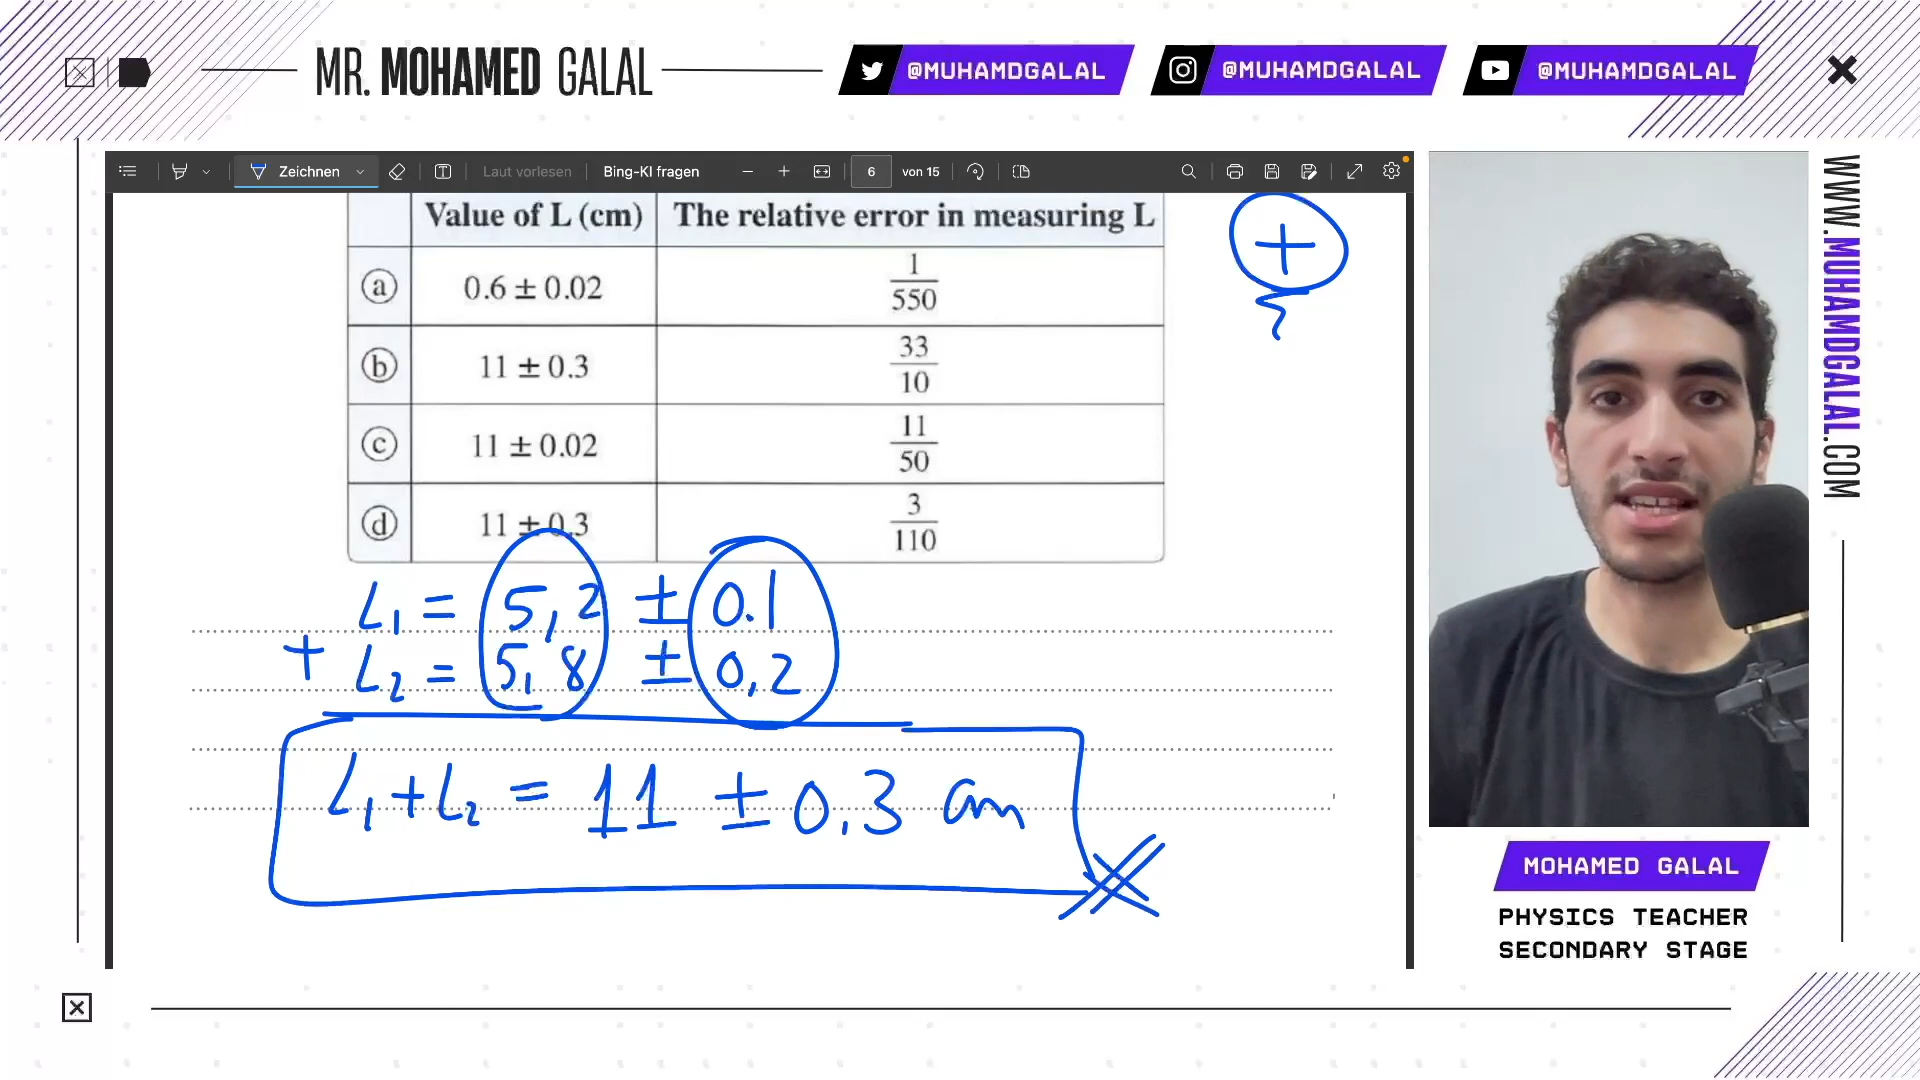 MR. MOHAMED GALAL
@MUHAMDGALAL
@MUHAMDGALAL
@MUHAMDGALAL
WWW.MUHAMDGALAL.COM
Zeichnen
Laut vorlesen
Bing-KI fragen
6 von 15
Value of L (cm) The relative error in measuring L
a 0.6 ± 0.02 1/550
b 11 ± 0.3 33/10
c 11 ± 0.02 11/50
d 11 ± 0.3 3/110
+
L₁ = 5,2 ± 0.1
+ L₂ = 5,8 ± 0,2
L₁ + L₂ = 11 ± 0,3 cm
MOHAMED GALAL
PHYSICS TEACHER
SECONDARY STAGE